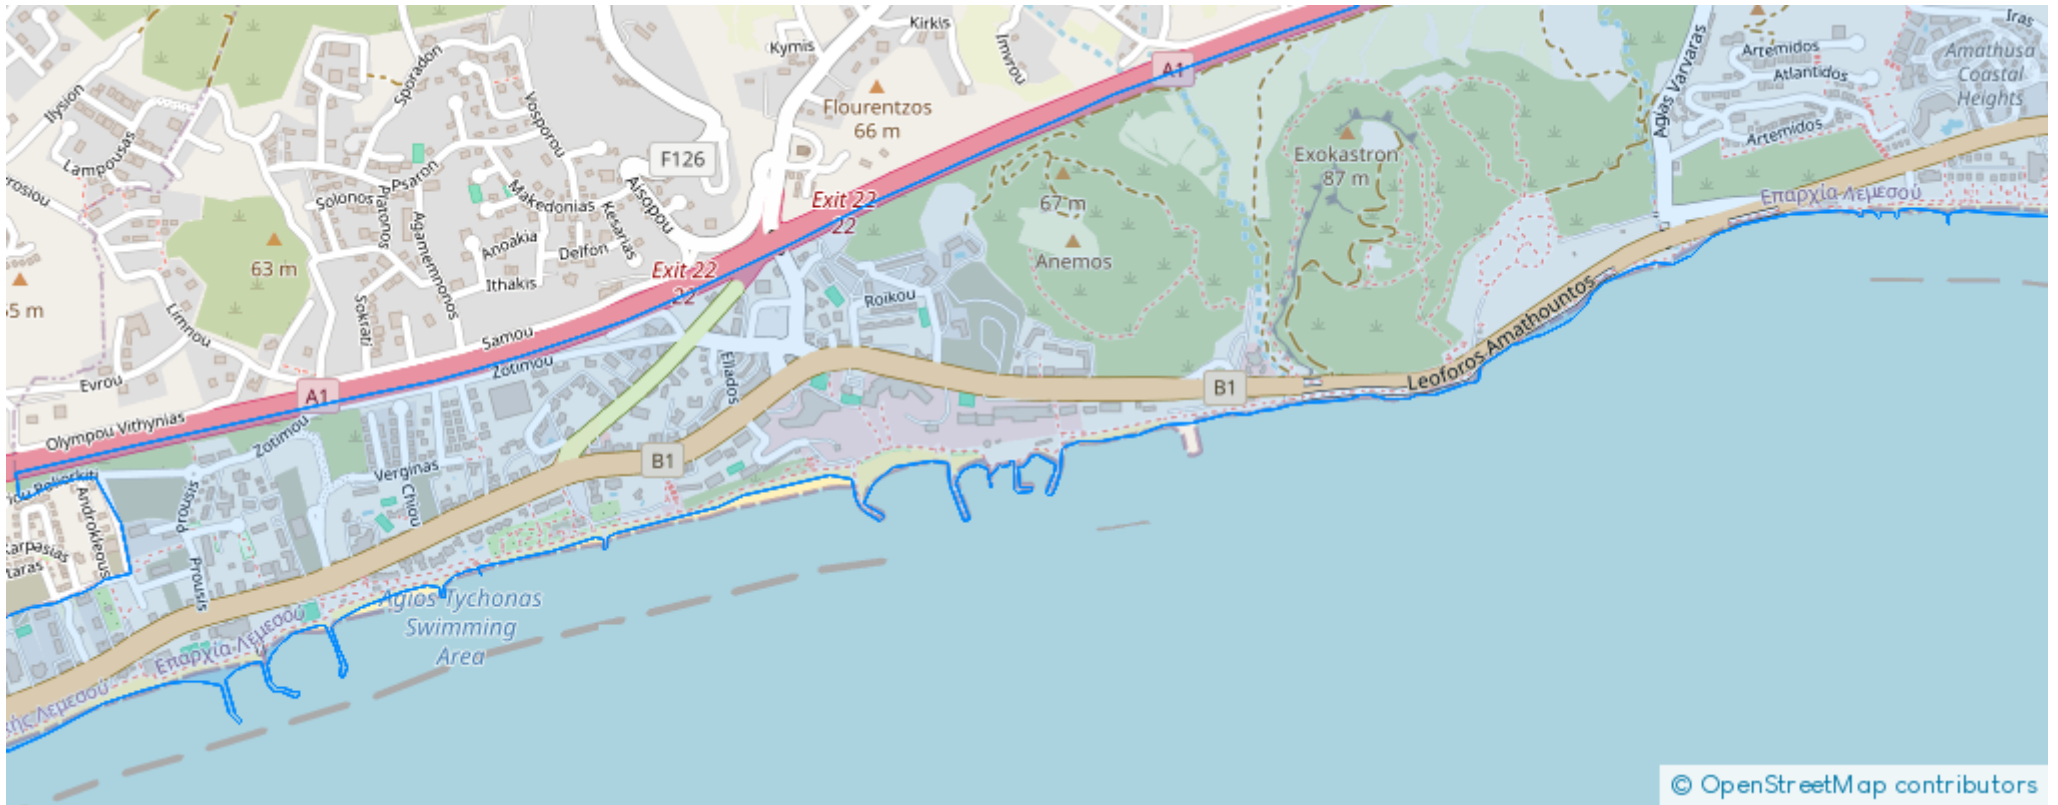 Kirkis
Kymis
Imvrou
A1
Iras
Artemidos
Amathusa
Coastal
Heights
Atlantidos
Artemidos
Agias Varvaras
Ilysion
Sporadon
Vosporou
Flourentzos
66 m
F126
Lampousas
Psaron
Solonos
Platonos
Makedonias
Aisopou
Kesarias
Exokastron
87 m
Exit 22
22
67 m
Anemos
Επαρχία Λεμεσού
Agamemnonos
Anoakia
Delfon
Ithakis
63 m
Exit 22
22
Roikou
Sokrati
Limnou
Samou
Zotimou
Ellados
Leoforos Amathountos
B1
Evrou
A1
Olympou Vithynias
Zotimou
B1
Verginas
Chiou
Prousis
Androkleous
Karpasias
Prousis
Agios Tychonas
Swimming
Area
Επαρχία Λεμεσού
Λεμεσού
© OpenStreetMap contributors